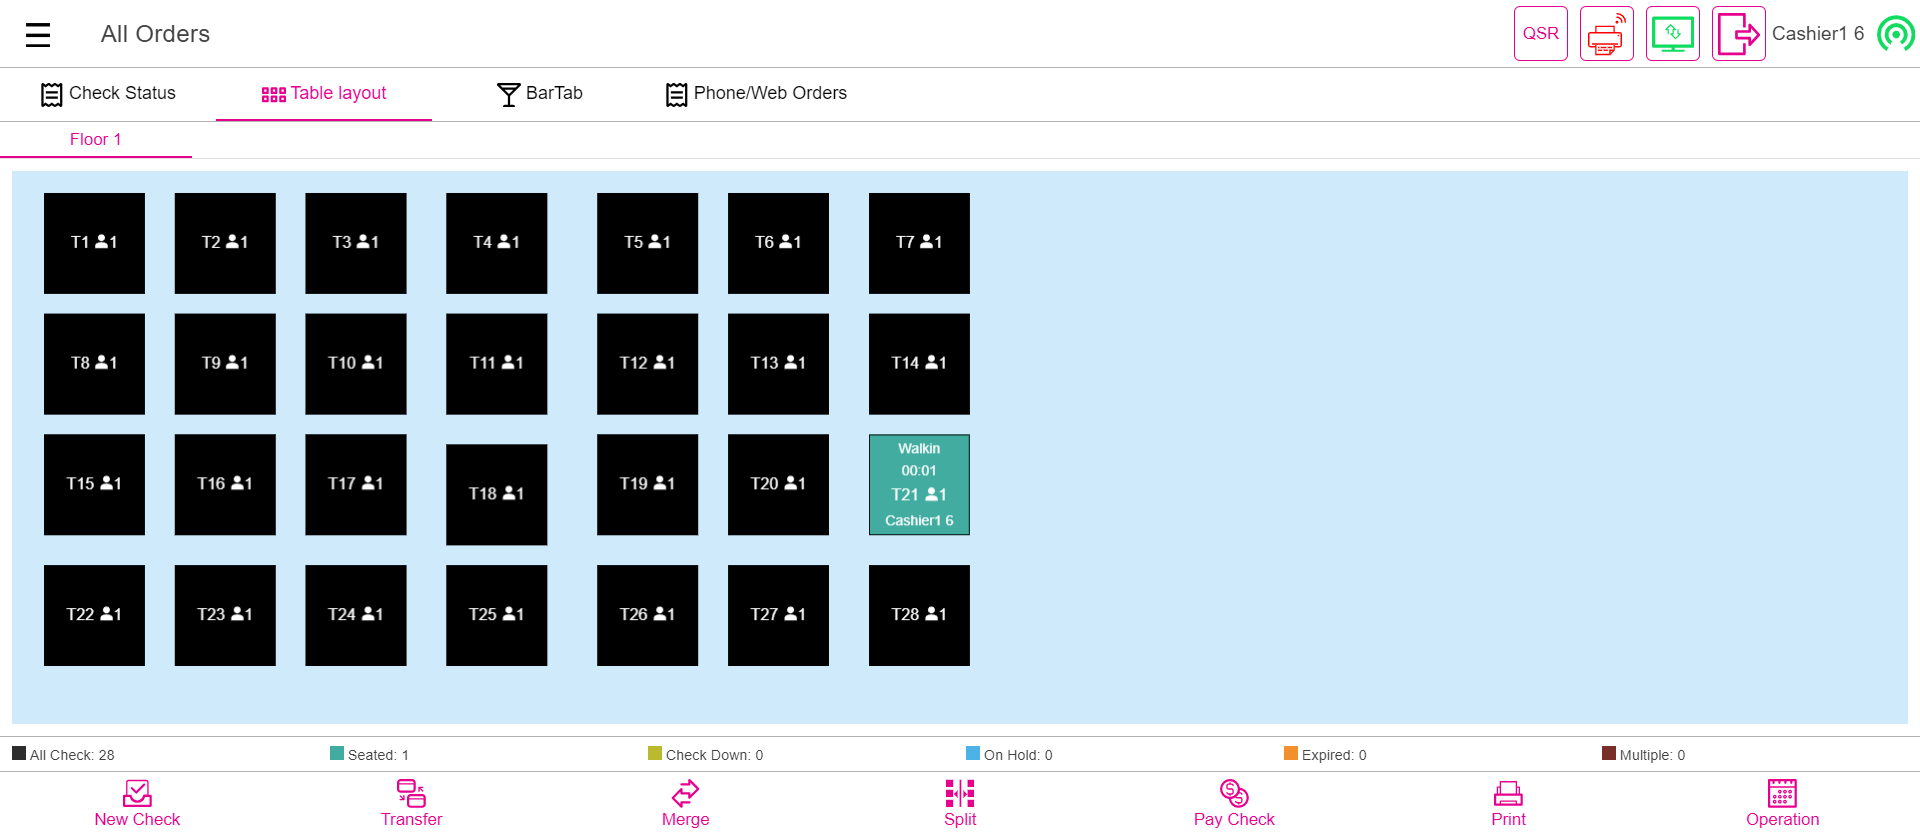 All Orders
QSR
Cashier1 6
Check Status
Table layout
BarTab
Phone/Web Orders
Floor 1
T1 1
T2 1
T3 1
T4 1
T5 1
T6 1
T7 1
T8 1
T9 1
T10 1
T11 1
T12 1
T13 1
T14 1
T15 1
T16 1
T17 1
T18 1
T19 1
T20 1
Walkin
00:01
T21 1
Cashier1 6
T22 1
T23 1
T24 1
T25 1
T26 1
T27 1
T28 1
All Check: 28
Seated: 1
Check Down: 0
On Hold: 0
Expired: 0
Multiple: 0
New Check
Transfer
Merge
Split
Pay Check
Print
Operation